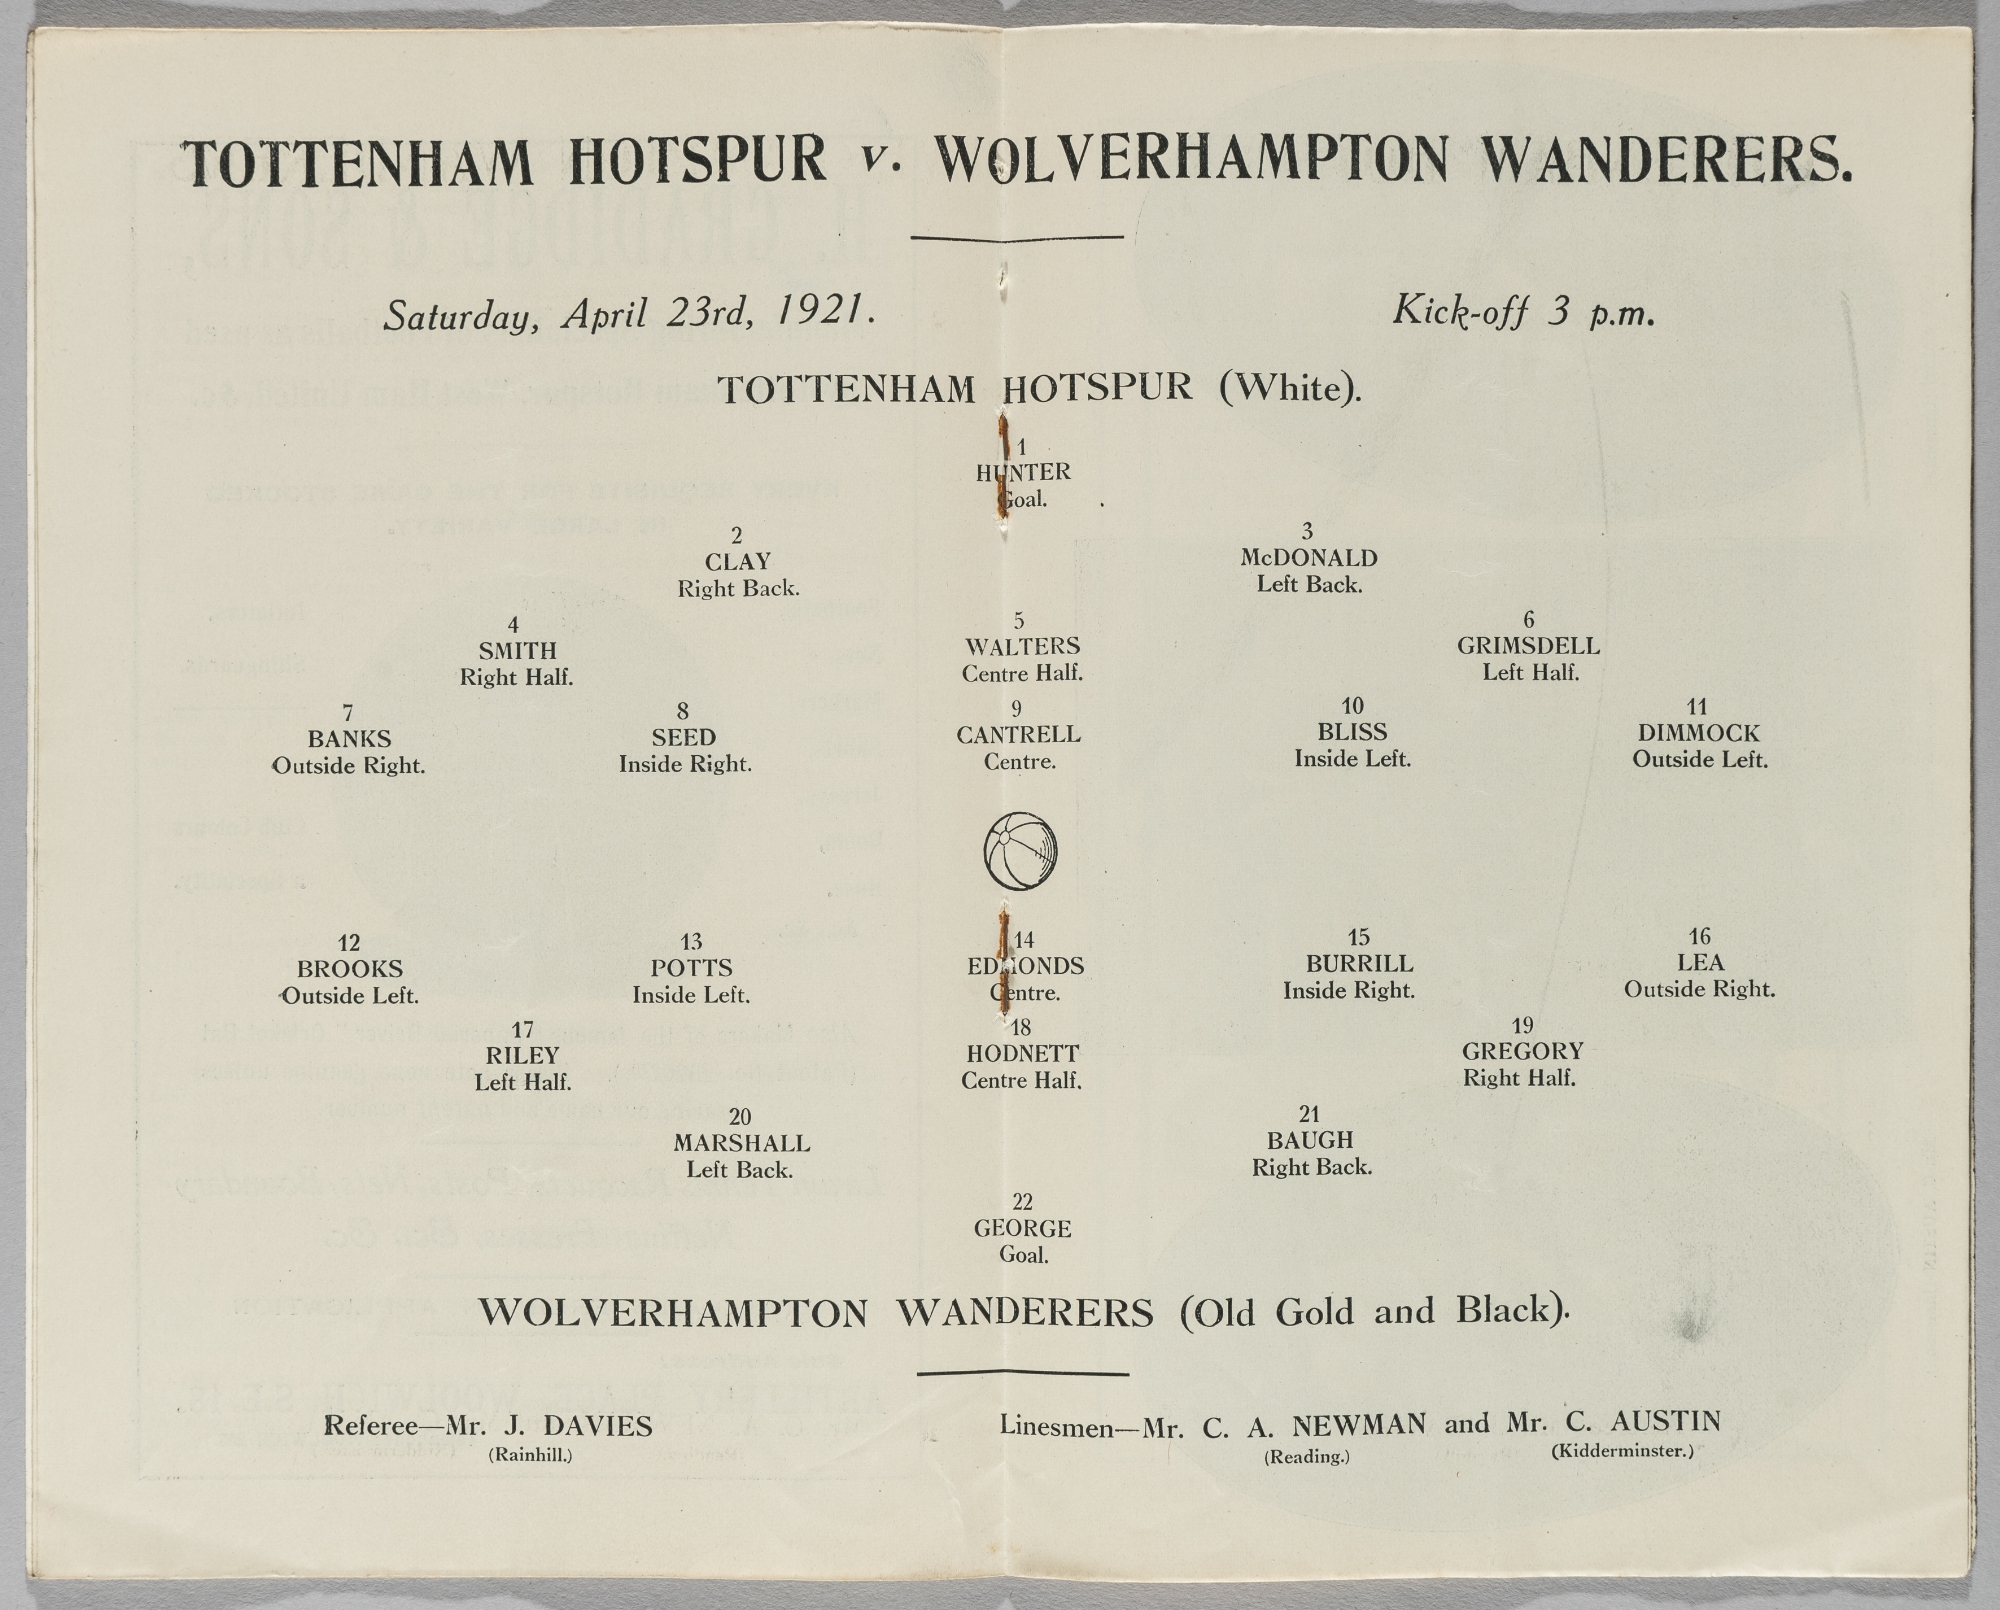 TOTTENHAM HOTSPUR v. WOLVERHAMPTON WANDERERS.
Saturday, April 23rd, 1921. Kick-off 3 p.m.
TOTTENHAM HOTSPUR (White).
1
HUNTER
Goal.
2 3
CLAY McDONALD
Right Back. Left Back.
4 5 6
SMITH WALTERS GRIMSDELL
Right Half. Centre Half. Left Half.
7 8 9 10 11
BANKS SEED CANTRELL BLISS DIMMOCK
Outside Right. Inside Right. Centre. Inside Left. Outside Left.
12 13 14 15 16
BROOKS POTTS EDMONDS BURRILL LEA
Outside Left. Inside Left. Centre. Inside Right. Outside Right.
17 18 19
RILEY HODNETT GREGORY
Left Half. Centre Half. Right Half.
20 21
MARSHALL BAUGH
Left Back. Right Back.
22
GEORGE
Goal.
WOLVERHAMPTON WANDERERS (Old Gold and Black).
Referee—Mr. J. DAVIES Linesmen—Mr. C. A. NEWMAN and Mr. C. AUSTIN
(Rainhill.) (Reading.) (Kidderminster.)